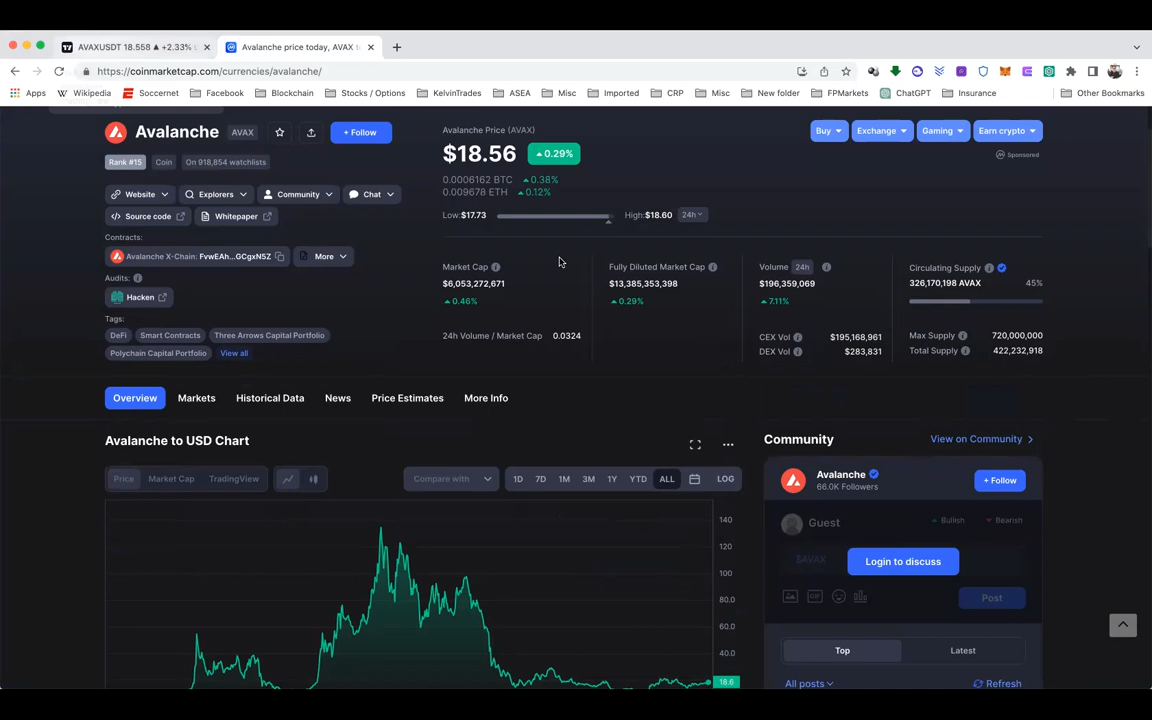 AVAXUSDT 18.558 ▲ +2.33%
Avalanche price today, AVAX t
https://coinmarketcap.com/currencies/avalanche/
Apps Wikipedia Soccernet Facebook Blockchain Stocks / Options KelvinTrades ASEA Misc Imported CRP Misc New folder FPMarkets ChatGPT Insurance Other Bookmarks
Avalanche AVAX + Follow
Rank #15 Coin On 918,854 watchlists
Website Explorers Community Chat
Source code Whitepaper
Contracts:
Avalanche X-Chain: FvwEAh...GCgxN5Z More
Audits:
Hacken
Tags:
DeFi Smart Contracts Three Arrows Capital Portfolio
Polychain Capital Portfolio View all
Avalanche Price (AVAX)
$18.56 0.29%
0.0006162 BTC 0.38%
0.009678 ETH 0.12%
Low: $17.73 High: $18.60 24h
Buy Exchange Gaming Earn crypto
Sponsored
Market Cap
$6,053,272,671
0.46%
24h Volume / Market Cap 0.0324
Fully Diluted Market Cap
$13,385,353,398
0.29%
Volume 24h
$196,359,069
7.11%
CEX Vol $195,168,961
DEX Vol $283,831
Circulating Supply
326,170,198 AVAX 45%
Max Supply 720,000,000
Total Supply 422,232,918
Overview Markets Historical Data News Price Estimates More Info
Avalanche to USD Chart
Price Market Cap TradingView
Compare with 1D 7D 1M 3M 1Y YTD ALL LOG
140
120
100
80.0
60.0
40.0
18.6
Community View on Community
Avalanche
66.0K Followers
+ Follow
Guest Bullish Bearish
$AVAX
Login to discuss
GIF
Post
Top Latest
All posts Refresh